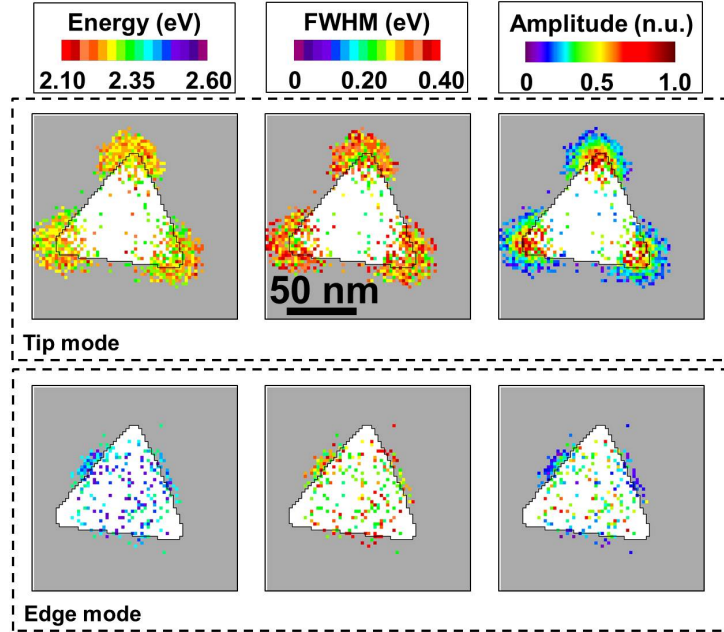 Energy (eV) FWHM (eV) Amplitude (n.u.)
2.10 2.35 2.60 0 0.20 0.40 0 0.5 1.0
50 nm
Tip mode
Edge mode